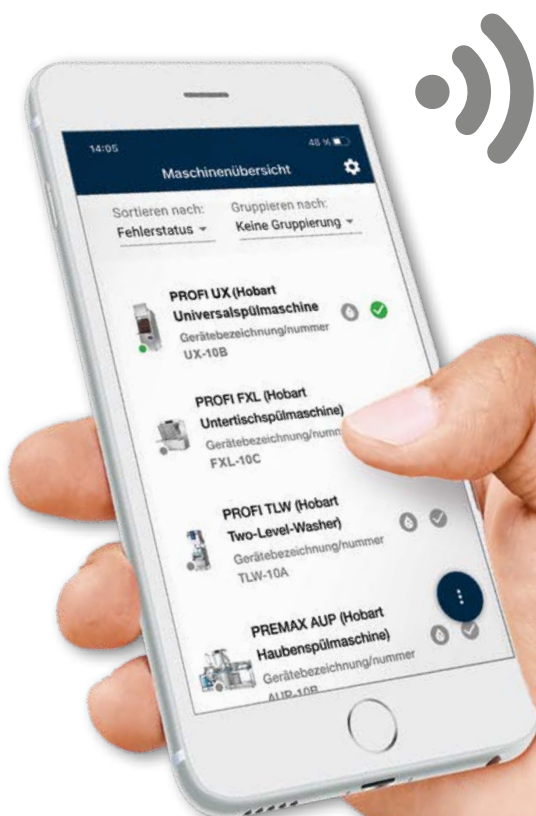 14:05
48 %
Maschinenübersicht
Sortieren nach:
Fehlerstatus
Gruppieren nach:
Keine Gruppierung
PROFI UX (Hobart
Universalspülmaschine
Gerätebezeichnung/nummer
UX-10B
PROFI FXL (Hobart
Untertischspülmaschine)
Gerätebezeichnung/numm
FXL-10C
PROFI TLW (Hobart
Two-Level-Washer)
Gerätebezeichnung/nummer
TLW-10A
PREMAX AUP (Hobart
Haubenspülmaschine)
Gerätebezeichnung/nummer
AUP-10B